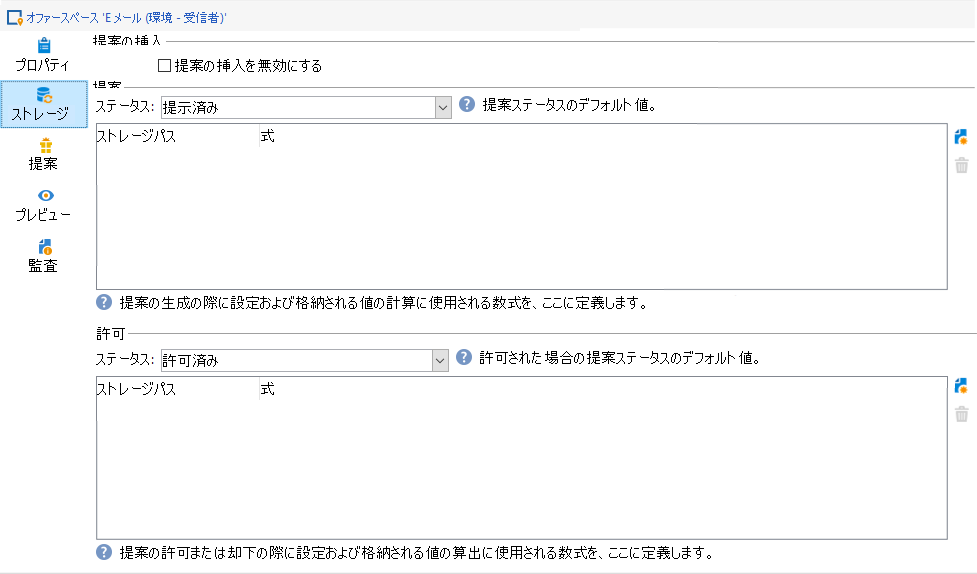 オファースペース 'Eメール (環境 - 受信者)'
プロパティ
ストレージ
提案
プレビュー
監査
提案の挿入
提案の挿入を無効にする
提案
ステータス: 提示済み ? 提案ステータスのデフォルト値。
ストレージパス 式
? 提案の生成の際に設定および格納される値の計算に使用される数式を、ここに定義します。
許可
ステータス: 許可済み ? 許可された場合の提案ステータスのデフォルト値。
ストレージパス 式
? 提案の許可または却下の際に設定および格納される値の算出に使用される数式を、ここに定義します。